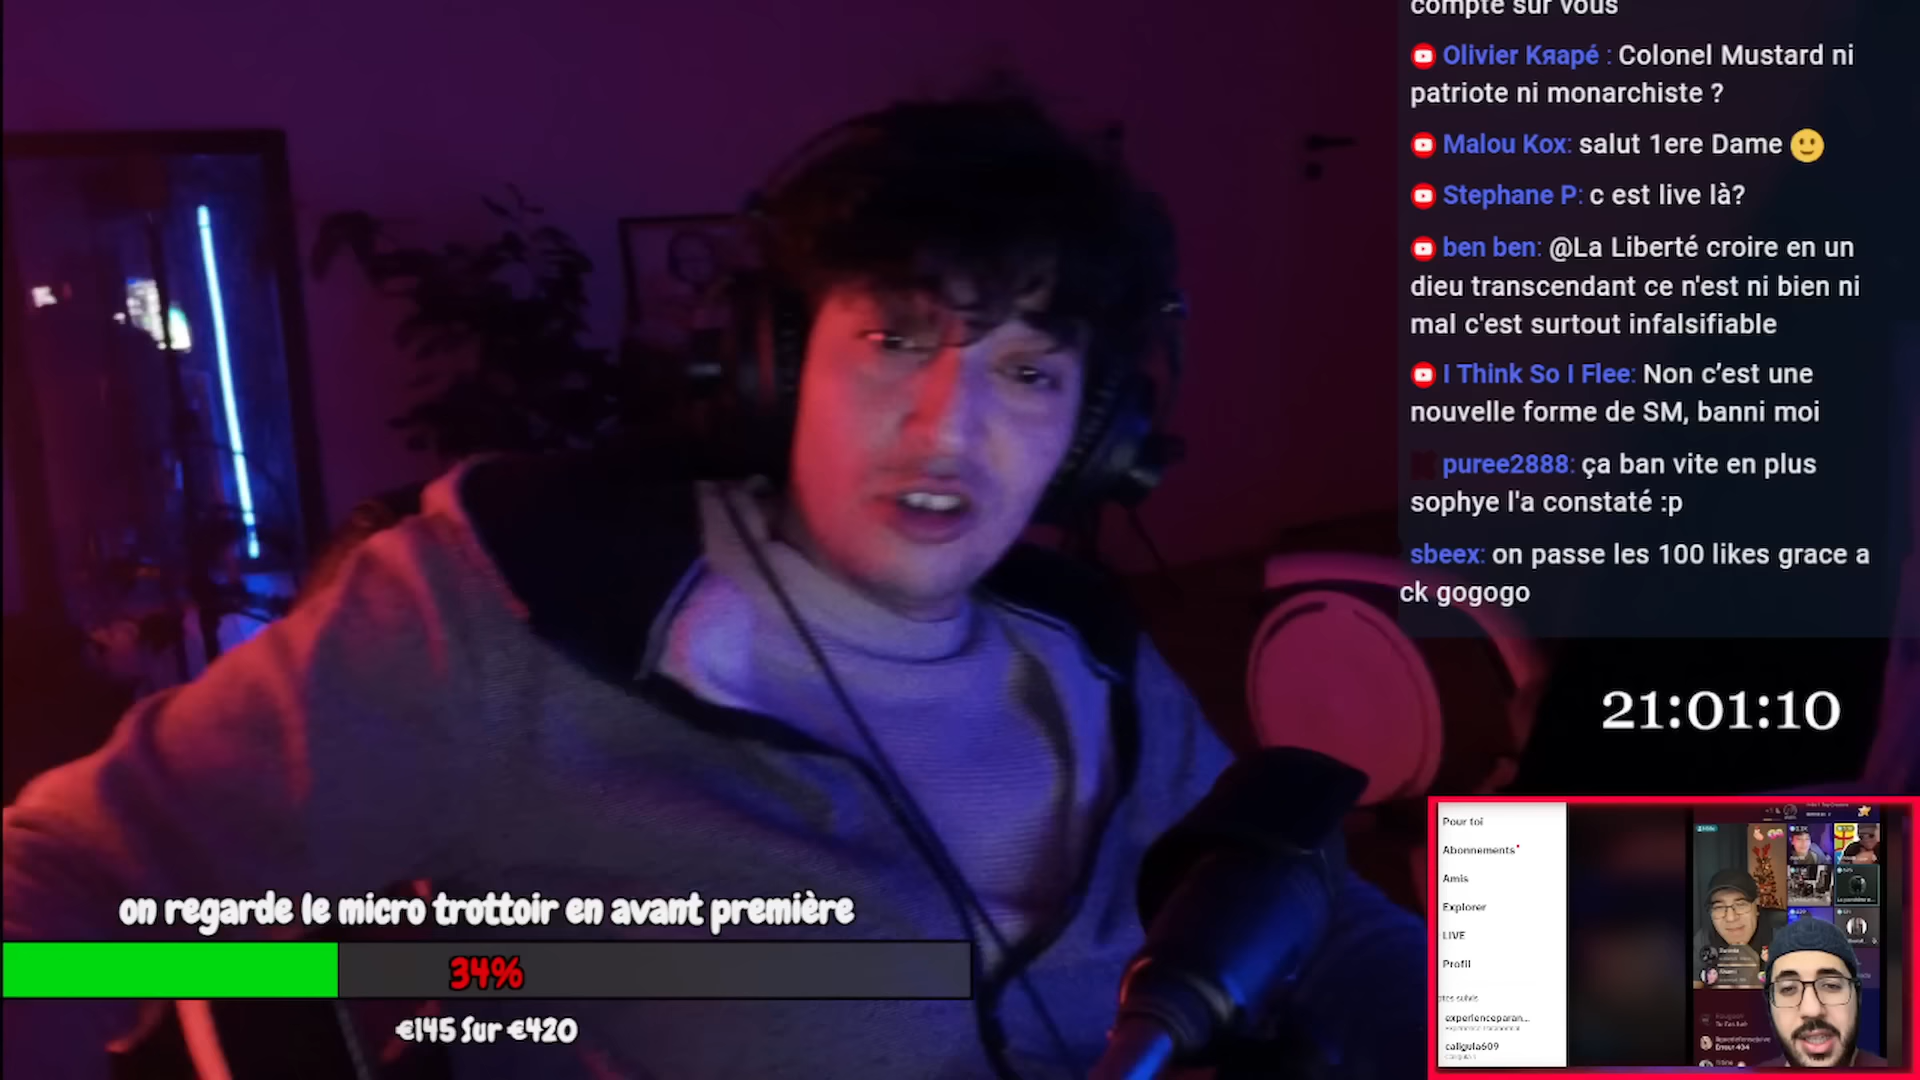 compte sur vous
Olivier Kяapé : Colonel Mustard ni
patriote ni monarchiste ?
Malou Kox: salut 1ere Dame
Stephane P: c est live là?
ben ben: @La Liberté croire en un
dieu transcendant ce n'est ni bien ni
mal c'est surtout infalsifiable
I Think So I Flee: Non c’est une
nouvelle forme de SM, banni moi
puree2888: ça ban vite en plus
sophye l'a constaté :p
sbeex: on passe les 100 likes grace a
ck gogogo
21:01:10
on regarde le micro trottoir en avant première
34%
€145 Sur €420
Pour toi
Abonnements
Amis
Explorer
LIVE
Profil
experienceparan...
caligula609